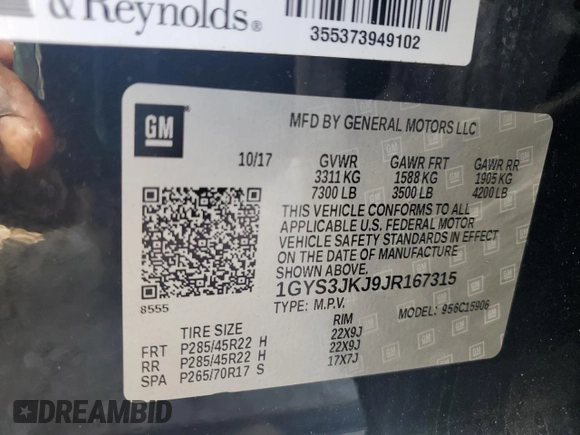 & Reynolds®
355373949102
GM
MFD BY GENERAL MOTORS LLC
10/17 GVWR GAWR FRT GAWR RR
3311 KG 1588 KG 1905 KG
7300 LB 3500 LB 4200 LB
THIS VEHICLE CONFORMS TO ALL
APPLICABLE U.S. FEDERAL MOTOR
VEHICLE SAFETY STANDARDS IN EFFECT
ON THE DATE OF MANUFACTURE
SHOWN ABOVE.
1GYS3JKJ9JR167315
8555
TYPE: M.P.V. MODEL: 956C15906
TIRE SIZE RIM
FRT P285/45R22 H 22X9J
RR P285/45R22 H 22X9J
SPA P265/70R17 S 17X7J
DREAMBID